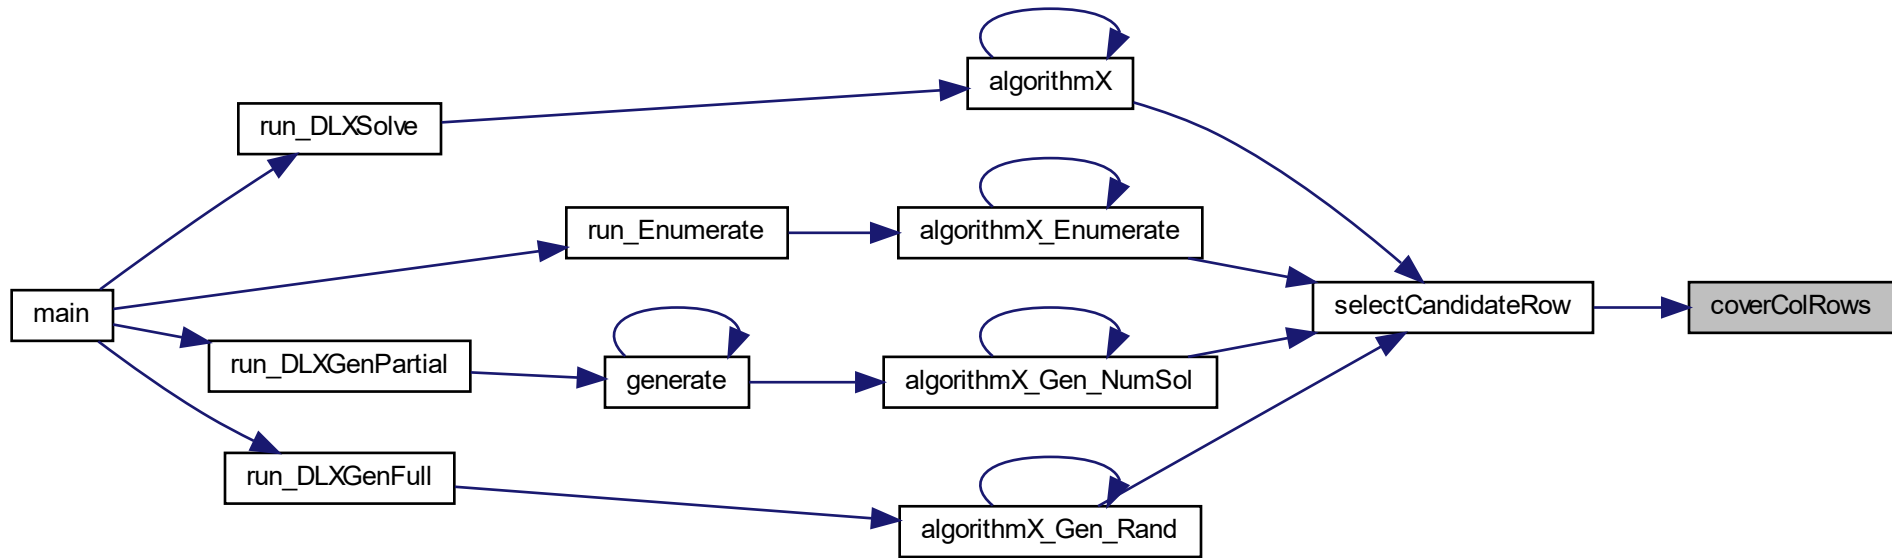 algorithmX
run_DLXSolve
run_Enumerate
algorithmX_Enumerate
main
selectCandidateRow
coverColRows
run_DLXGenPartial
generate
algorithmX_Gen_NumSol
run_DLXGenFull
algorithmX_Gen_Rand